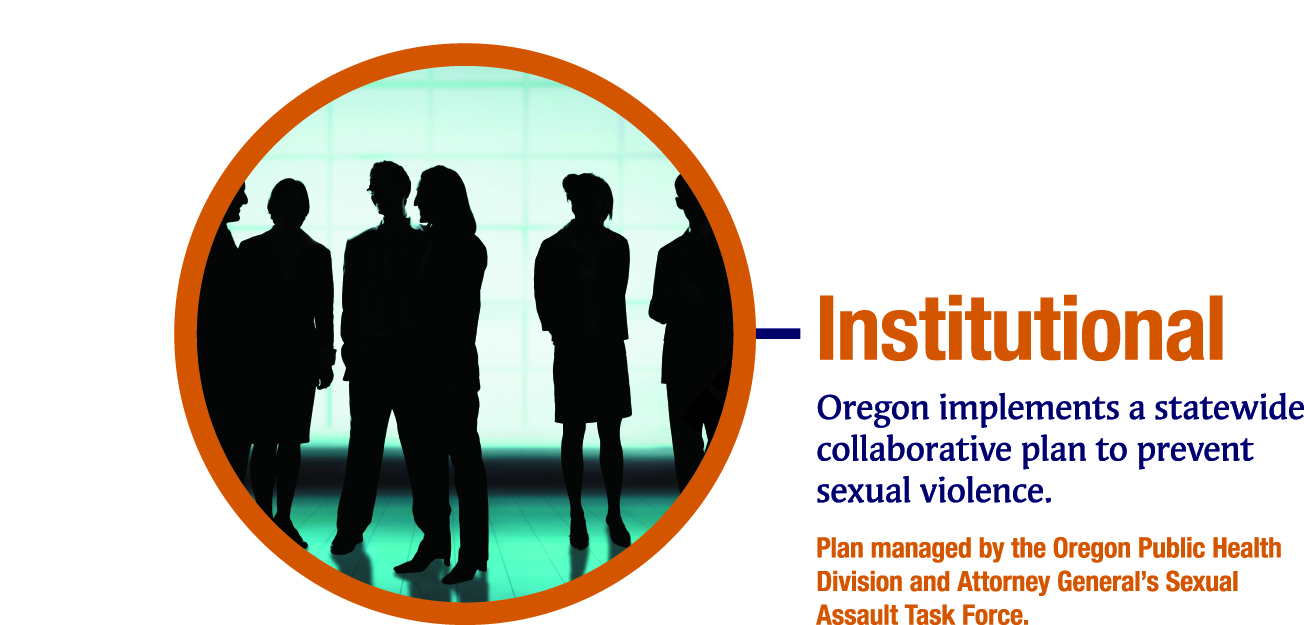 Institutional
Oregon implements a statewide
collaborative plan to prevent
sexual violence.
Plan managed by the Oregon Public Health
Division and Attorney General’s Sexual
Assault Task Force.